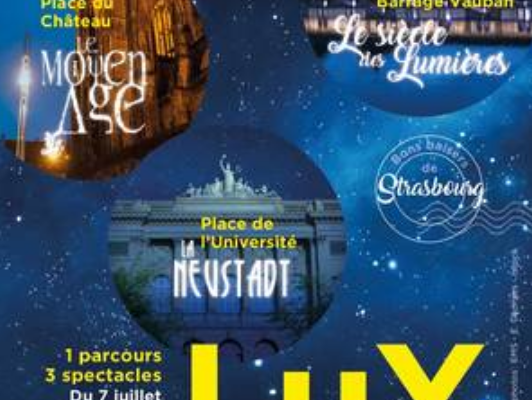 Place du
Château
Le
Moyen
Âge
Barrage Vauban
Le siècle
des Lumières
Bons baisers
de
Strasbourg
Place de
l'Université
LA
NEUSTADT
1 parcours
3 spectacles
Du 7 juillet
LuX